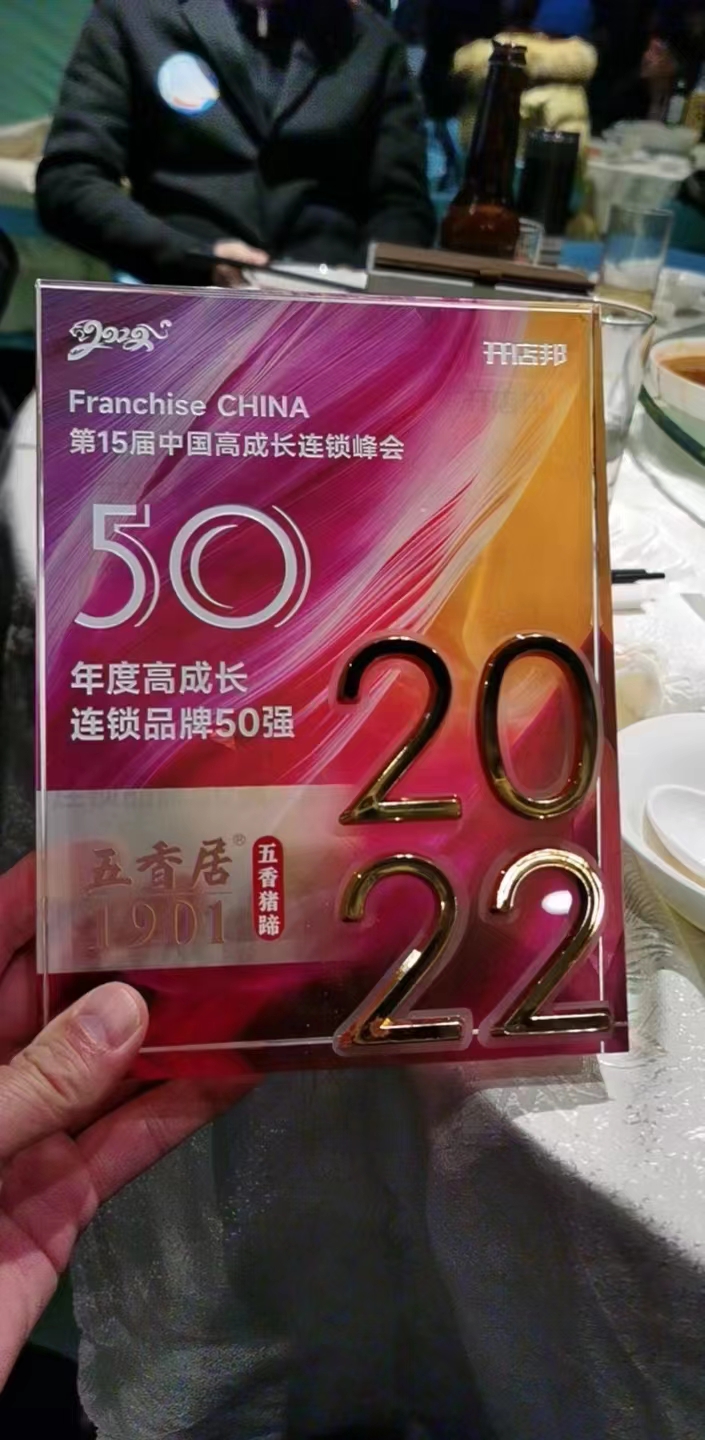 2022
开店邦
Franchise CHINA
第15届中国高成长连锁峰会
50
年度高成长
连锁品牌50强
五香居®
1901
五香猪蹄
20
22